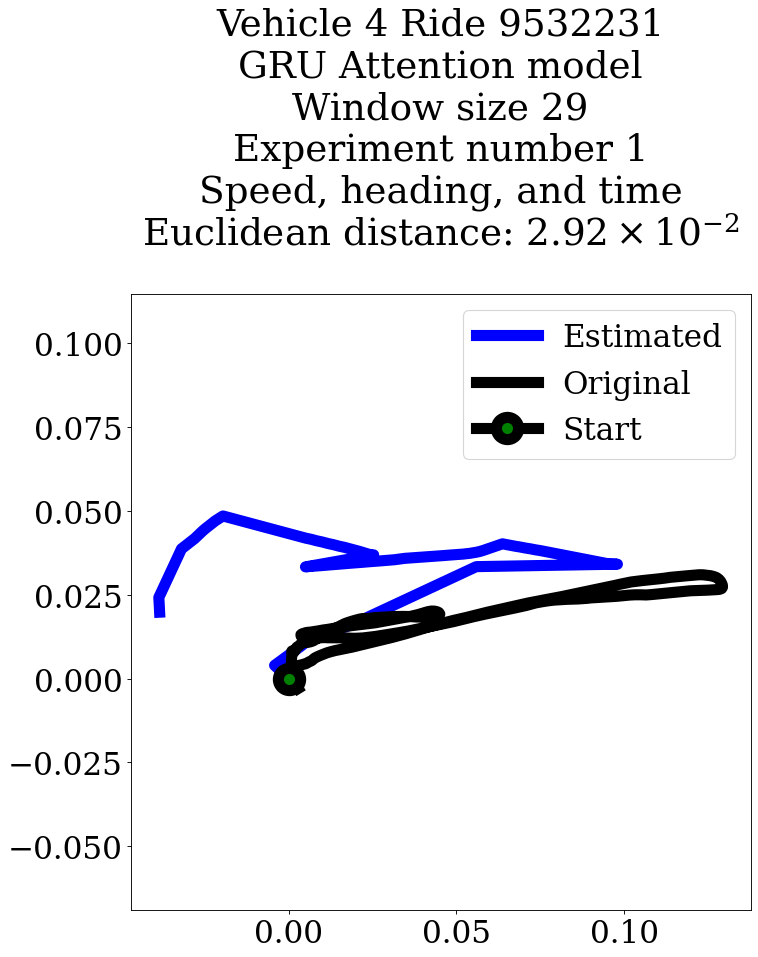 Vehicle 4 Ride 9532231
GRU Attention model
Window size 29
Experiment number 1
Speed, heading, and time
Euclidean distance: 2.92 × 10⁻²
Estimated
Original
Start
0.100
0.075
0.050
0.025
0.000
−0.025
−0.050
0.00 0.05 0.10